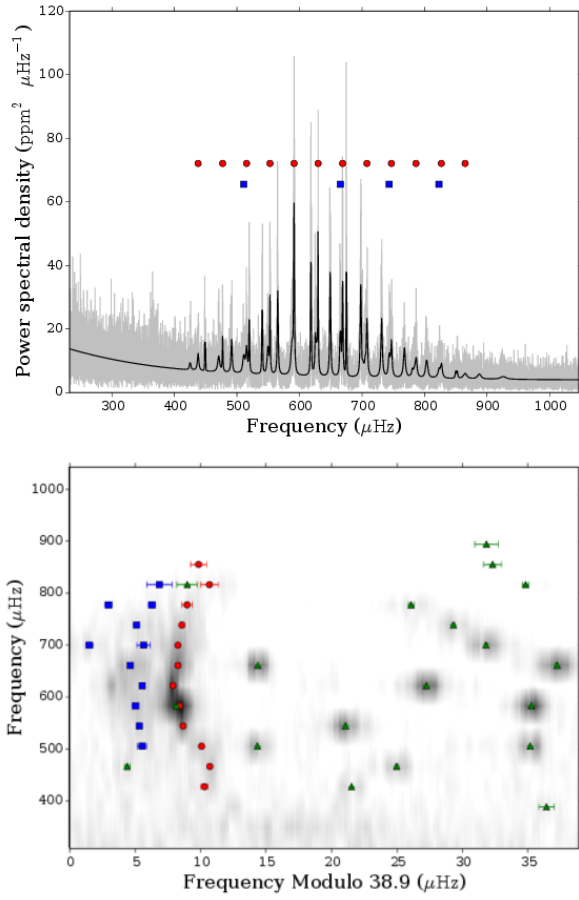 120
100
80
60
40
20
0
Power spectral density (ppm² μHz⁻¹)
300 400 500 600 700 800 900 1000
Frequency (μHz)
1000
900
800
700
600
500
400
Frequency (μHz)
0 5 10 15 20 25 30 35
Frequency Modulo 38.9 (μHz)